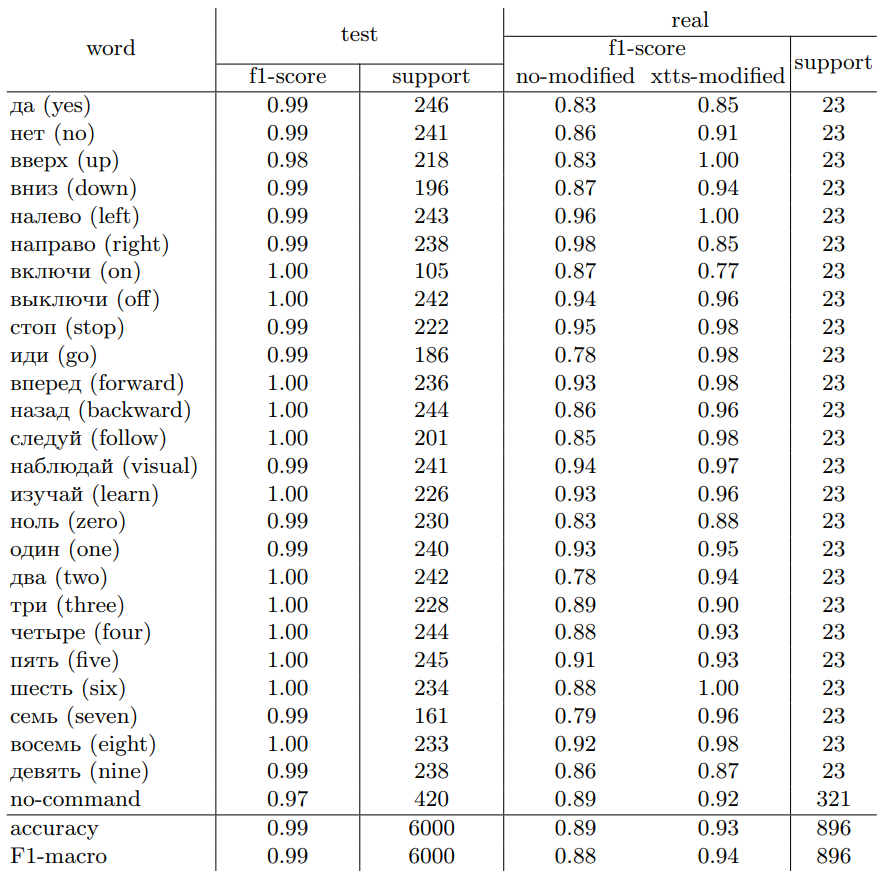 word test real
f1-score support
f1-score support no-modified xtts-modified
да (yes) 0.99 246 0.83 0.85 23
нет (no) 0.99 241 0.86 0.91 23
вверх (up) 0.98 218 0.83 1.00 23
вниз (down) 0.99 196 0.87 0.94 23
налево (left) 0.99 243 0.96 1.00 23
направо (right) 0.99 238 0.98 0.85 23
включи (on) 1.00 105 0.87 0.77 23
выключи (off) 1.00 242 0.94 0.96 23
стоп (stop) 0.99 222 0.95 0.98 23
иди (go) 0.99 186 0.78 0.98 23
вперед (forward) 1.00 236 0.93 0.98 23
назад (backward) 1.00 244 0.86 0.96 23
следуй (follow) 1.00 201 0.85 0.98 23
наблюдай (visual) 0.99 241 0.94 0.97 23
изучай (learn) 1.00 226 0.93 0.96 23
ноль (zero) 0.99 230 0.83 0.88 23
один (one) 0.99 240 0.93 0.95 23
два (two) 1.00 242 0.78 0.94 23
три (three) 1.00 228 0.89 0.90 23
четыре (four) 1.00 244 0.88 0.93 23
пять (five) 1.00 245 0.91 0.93 23
шесть (six) 1.00 234 0.88 1.00 23
семь (seven) 0.99 161 0.79 0.96 23
восемь (eight) 1.00 233 0.92 0.98 23
девять (nine) 0.99 238 0.86 0.87 23
no-command 0.97 420 0.89 0.92 321
accuracy 0.99 6000 0.89 0.93 896
F1-macro 0.99 6000 0.88 0.94 896